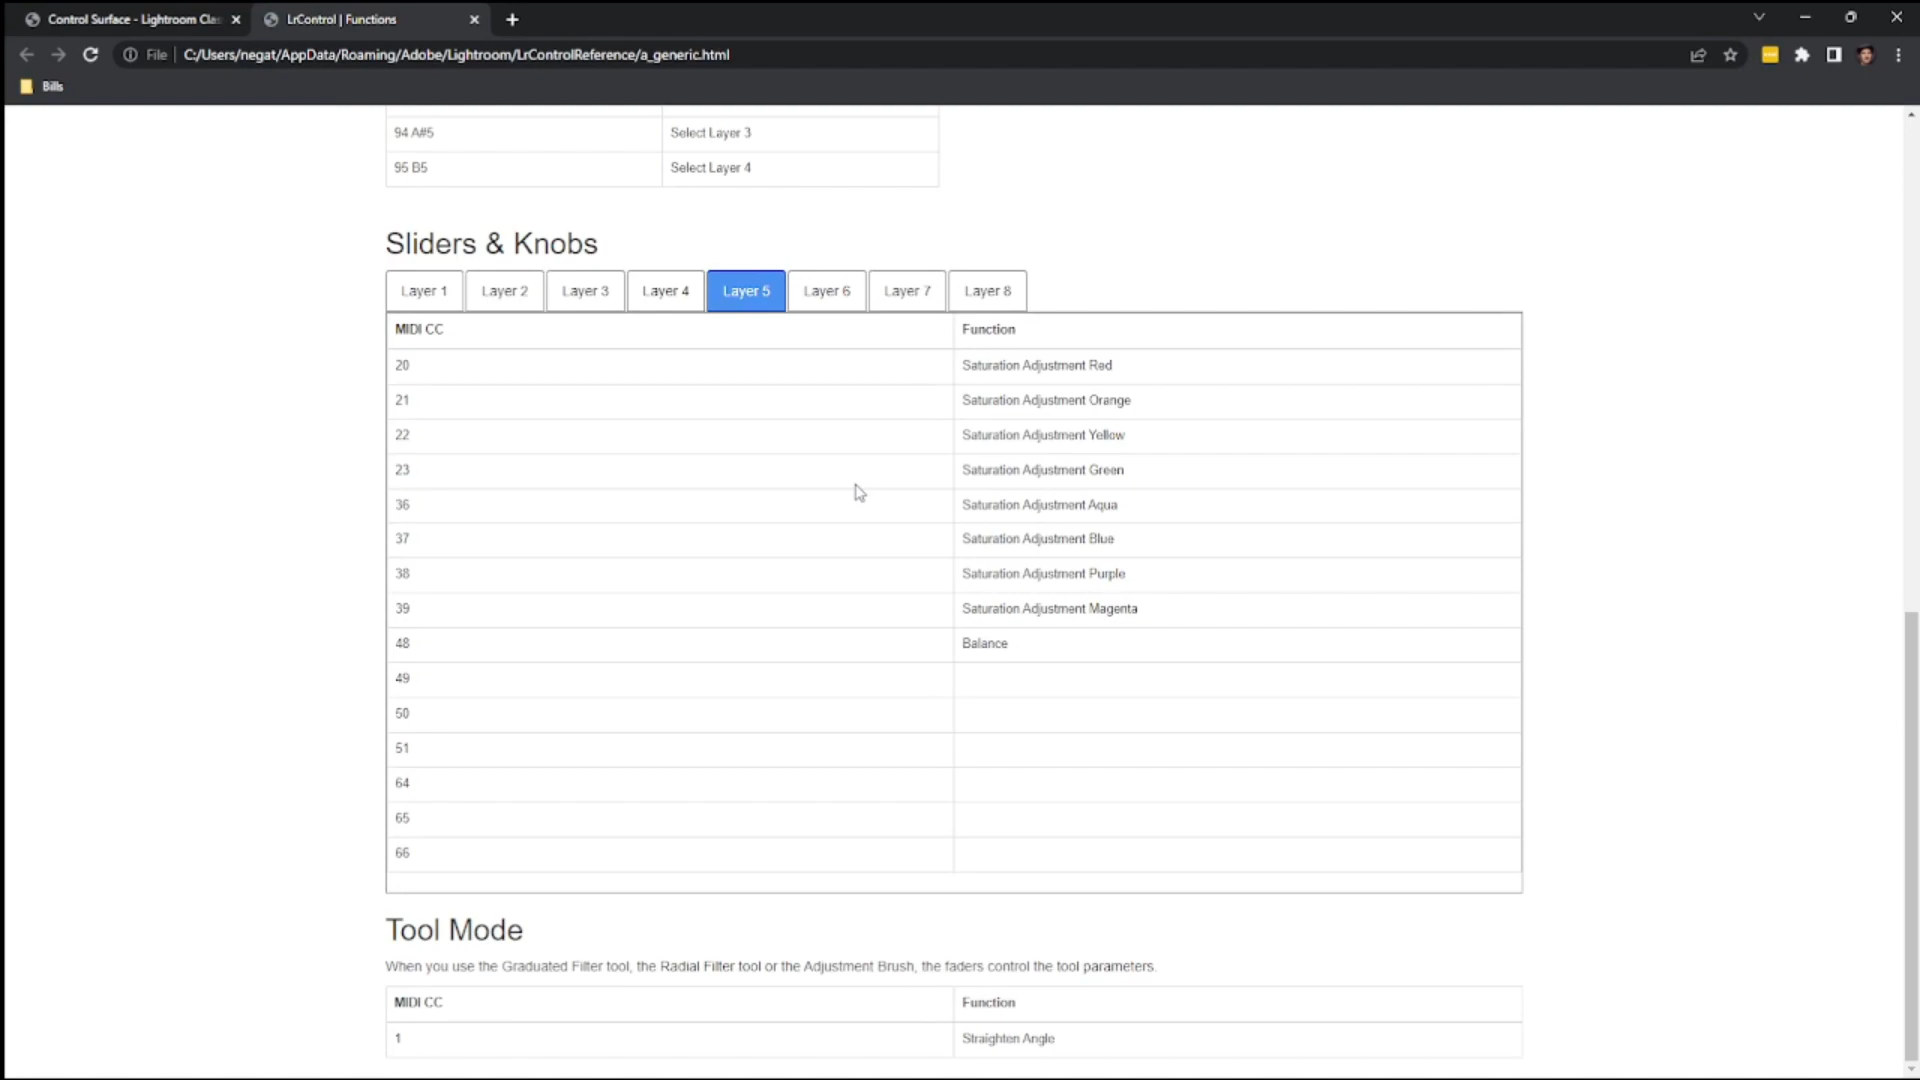 Control Surface - Lightroom Cla
LrControl | Functions
File C:/Users/negat/AppData/Roaming/Adobe/Lightroom/LrControlReference/a_generic.html
Bills
94 A#5 Select Layer 3
95 B5 Select Layer 4
Sliders & Knobs
Layer 1 Layer 2 Layer 3 Layer 4 Layer 5 Layer 6 Layer 7 Layer 8
MIDI CC Function
20 Saturation Adjustment Red
21 Saturation Adjustment Orange
22 Saturation Adjustment Yellow
23 Saturation Adjustment Green
36 Saturation Adjustment Aqua
37 Saturation Adjustment Blue
38 Saturation Adjustment Purple
39 Saturation Adjustment Magenta
48 Balance
49
50
51
64
65
66
Tool Mode
When you use the Graduated Filter tool, the Radial Filter tool or the Adjustment Brush, the faders control the tool parameters.
MIDI CC Function
1 Straighten Angle